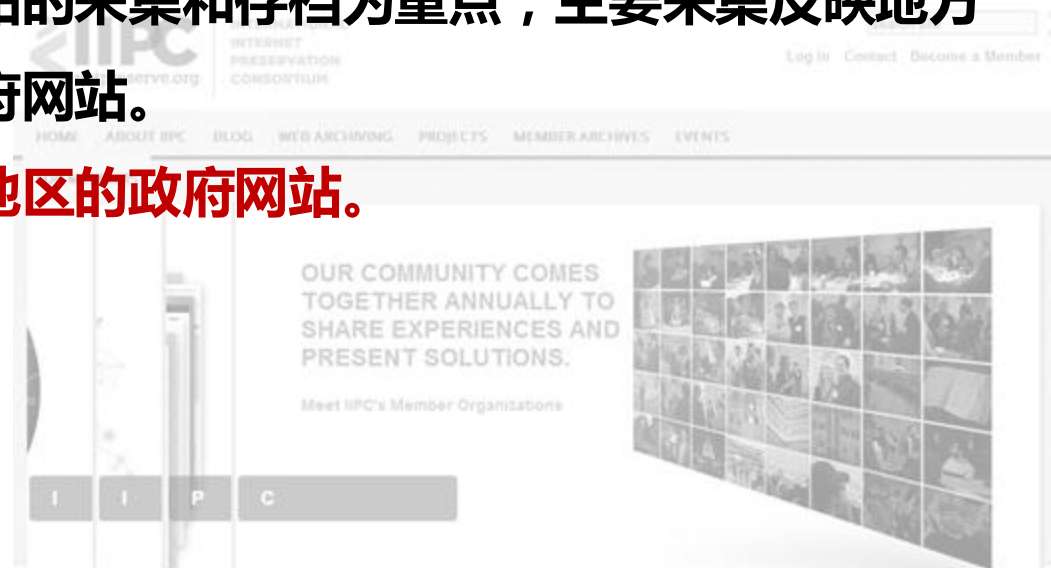 站的采集和存档为重点，主要采集反映地方
IIPC
INTERNET
PRESERVATION
CONSORTIUM
Log In Contact Become a Member
府网站。
HOME ABOUT IIPC BLOG WEB ARCHIVING PROJECTS MEMBER ARCHIVES EVENTS
地区的政府网站。
OUR COMMUNITY COMES
TOGETHER ANNUALLY TO
SHARE EXPERIENCES AND
PRESENT SOLUTIONS.
Meet IIPC's Member Organizations
I I P C